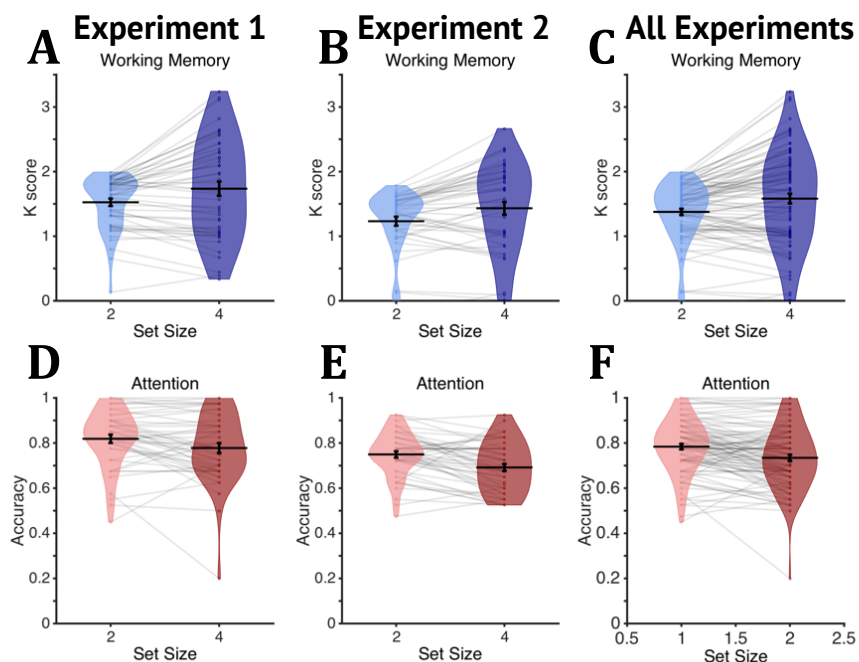 Experiment 1
Experiment 2
All Experiments
A
B
C
Working Memory
Working Memory
Working Memory
K score
3
2
1
0
2
4
Set Size
K score
3
2
1
0
2
4
Set Size
K score
3
2
1
0
2
4
Set Size
D
E
F
Attention
Attention
Attention
Accuracy
1
0.8
0.6
0.4
0.2
0
2
4
Set Size
Accuracy
1
0.8
0.6
0.4
0.2
0
2
4
Set Size
Accuracy
1
0.8
0.6
0.4
0.2
0
0.5
1
1.5
2
2.5
Set Size